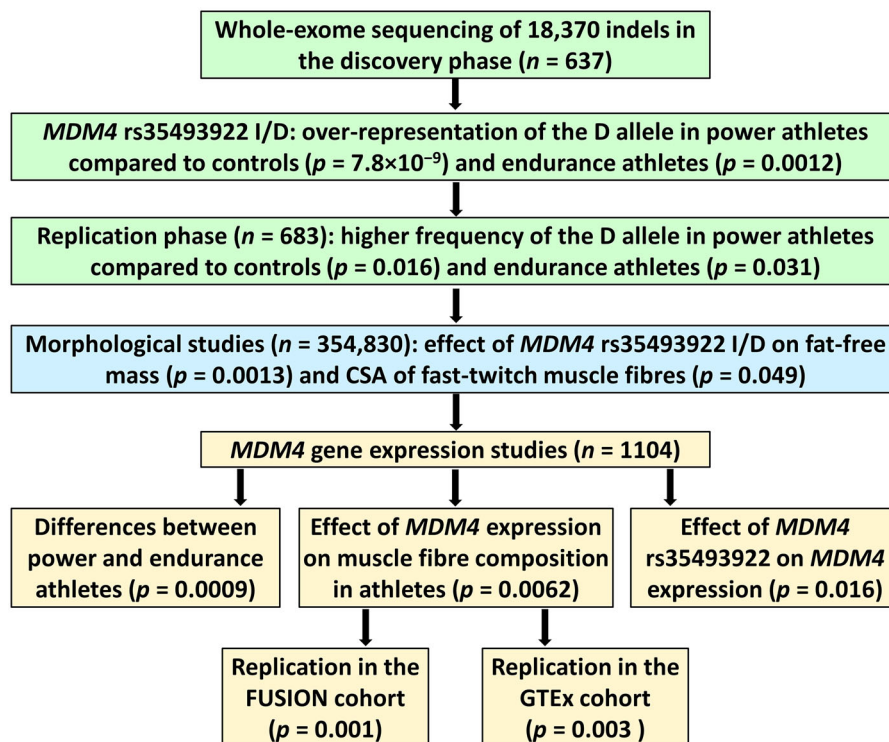 Whole-exome sequencing of 18,370 indels in
the discovery phase (n = 637)
MDM4 rs35493922 I/D: over-representation of the D allele in power athletes
compared to controls (p = 7.8×10⁻⁹) and endurance athletes (p = 0.0012)
Replication phase (n = 683): higher frequency of the D allele in power athletes
compared to controls (p = 0.016) and endurance athletes (p = 0.031)
Morphological studies (n = 354,830): effect of MDM4 rs35493922 I/D on fat-free
mass (p = 0.0013) and CSA of fast-twitch muscle fibres (p = 0.049)
MDM4 gene expression studies (n = 1104)
Differences between
power and endurance
athletes (p = 0.0009)
Effect of MDM4 expression
on muscle fibre composition
in athletes (p = 0.0062)
Effect of MDM4
rs35493922 on MDM4
expression (p = 0.016)
Replication in the
FUSION cohort
(p = 0.001)
Replication in the
GTEx cohort
(p = 0.003 )